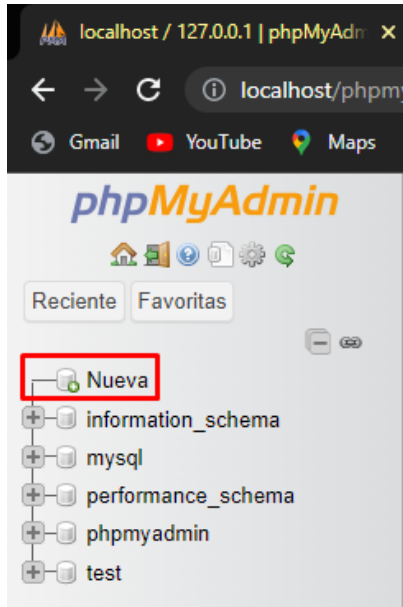 localhost / 127.0.0.1 | phpMyAdm
localhost/phpm
Gmail YouTube Maps
phpMyAdmin
Reciente Favoritas
Nueva
information_schema
mysql
performance_schema
phpmyadmin
test